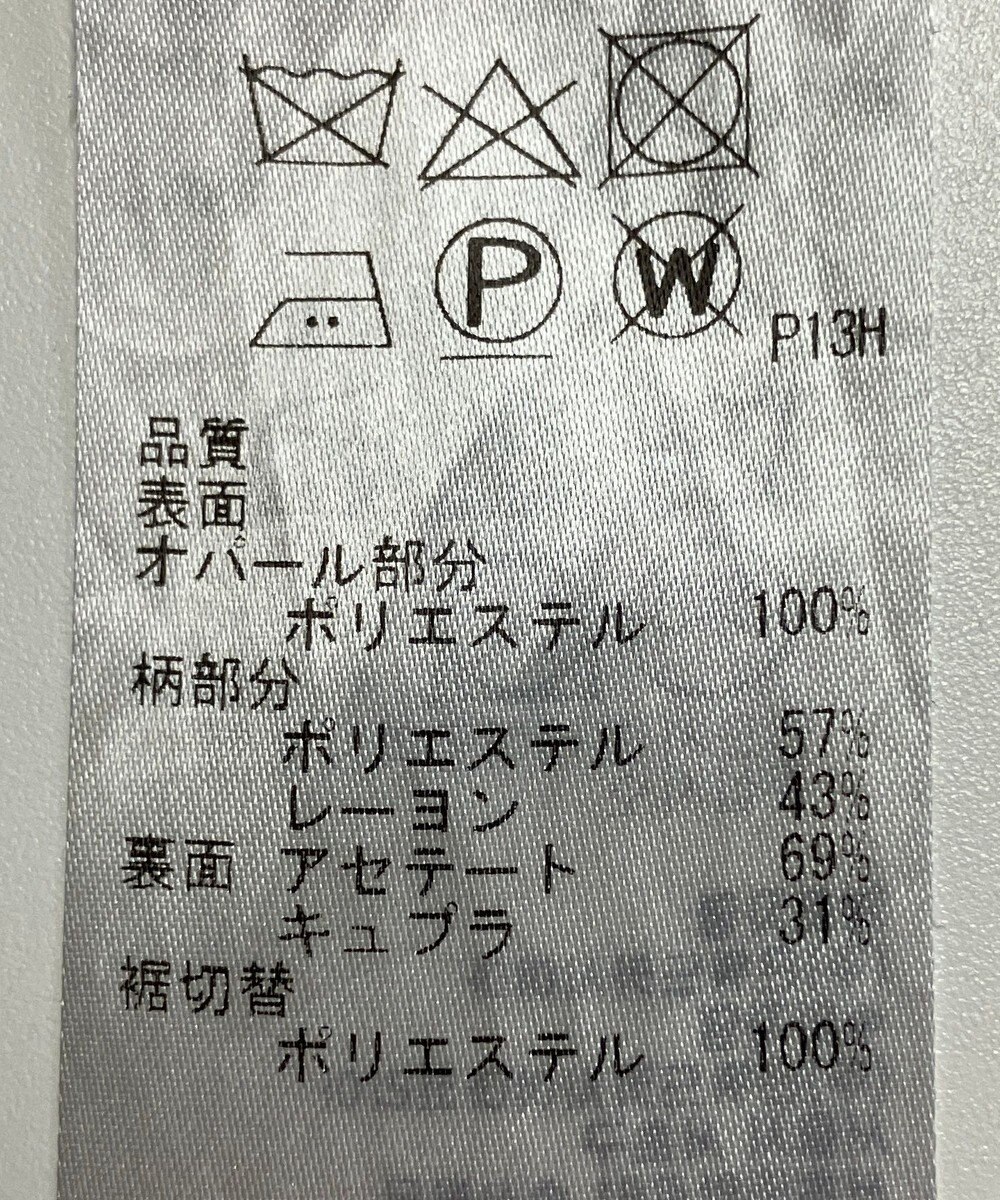 P W P13H
品質
表面
オパール部分
ポリエステル 100%
柄部分
ポリエステル 57%
レーヨン 43%
裏面 アセテート 69%
キュプラ 31%
裾切替
ポリエステル 100%